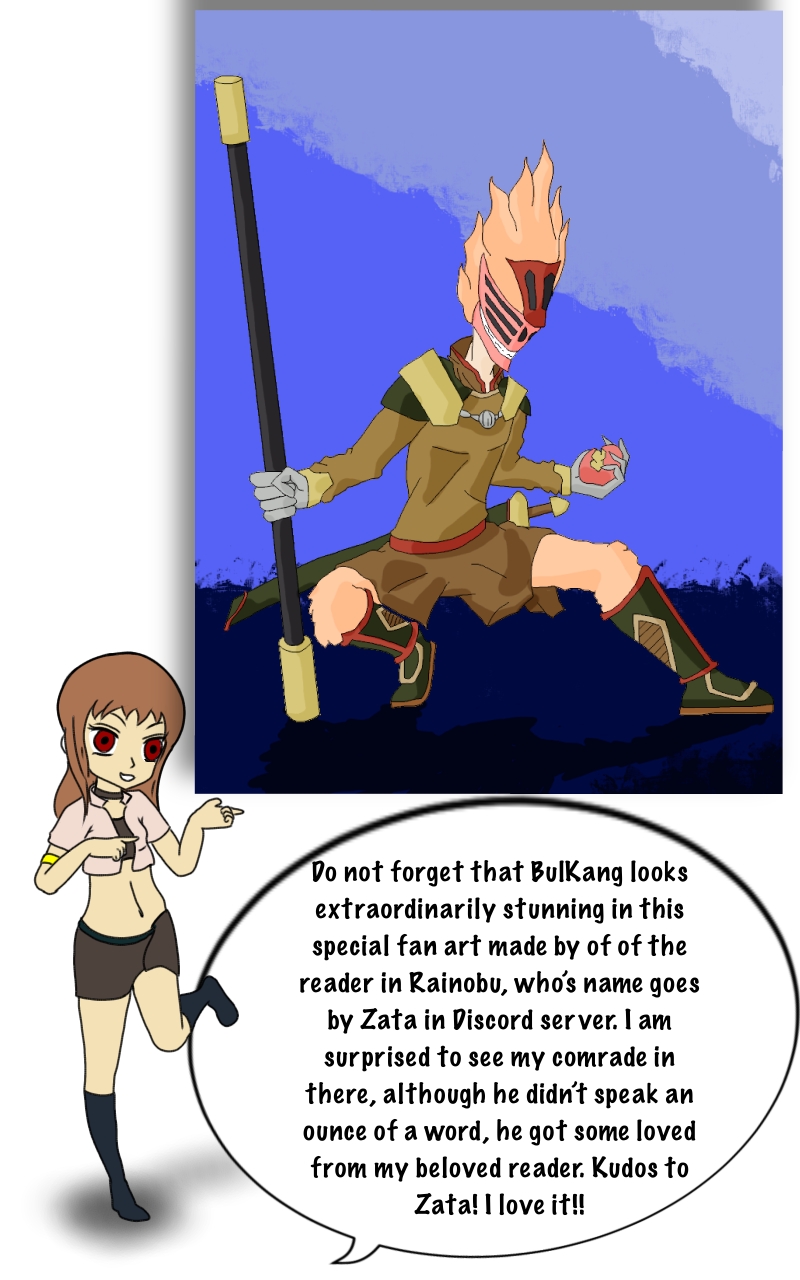 Do not forget that BulKang looks
extraordinarily stunning in this
special fan art made by of of the
reader in Rainobu, who's name goes
by Zata in Discord server. I am
surprised to see my comrade in
there, although he didn't speak an
ounce of a word, he got some loved
from my beloved reader. Kudos to
Zata! I love it!!